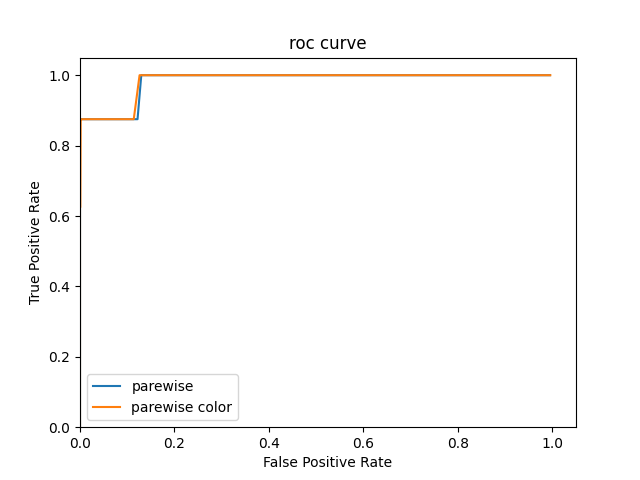 roc curve
True Positive Rate
1.0
0.8
0.6
0.4
0.2
0.0
parewise
parewise color
0.0 0.2 0.4 0.6 0.8 1.0
False Positive Rate